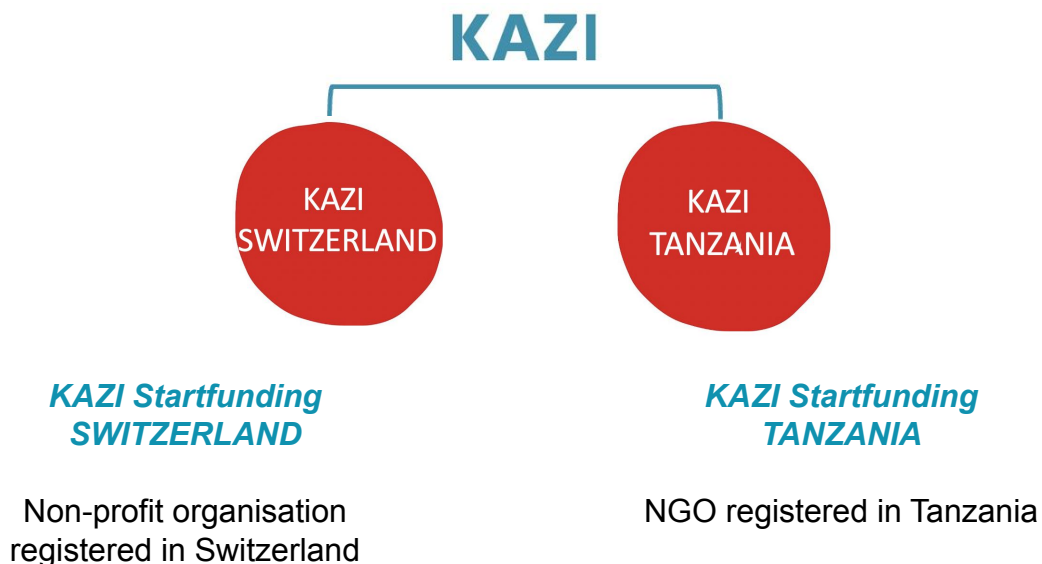 KAZI
KAZI
SWITZERLAND
KAZI
TANZANIA
KAZI Startfunding
SWITZERLAND
KAZI Startfunding
TANZANIA
Non-profit organisation
registered in Switzerland
NGO registered in Tanzania